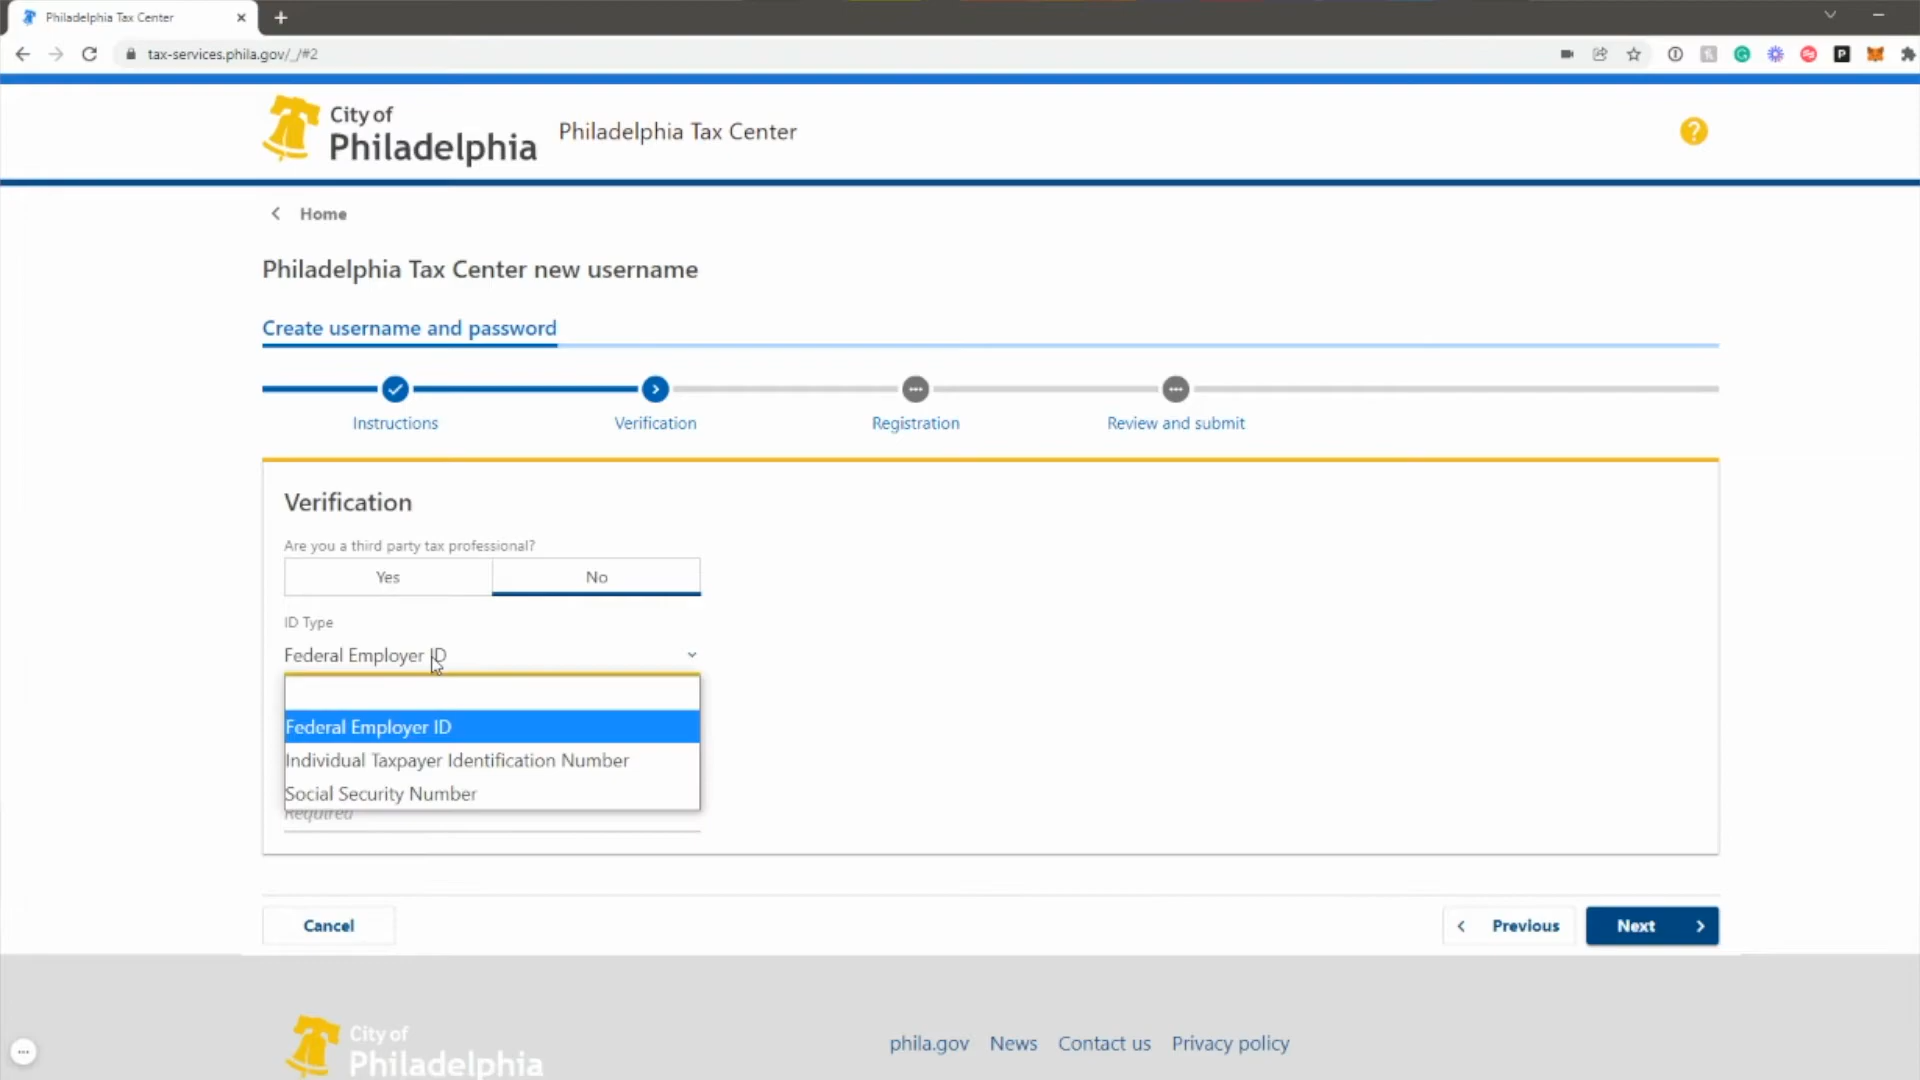 Philadelphia Tax Center
tax-services.phila.gov/_/#2
City of
Philadelphia
Philadelphia Tax Center
?
Home
Philadelphia Tax Center new username
Create username and password
Instructions
Verification
Registration
Review and submit
Verification
Are you a third party tax professional?
Yes
No
ID Type
Federal Employer ID
Federal Employer ID
Individual Taxpayer Identification Number
Social Security Number
Required
Cancel
Previous
Next
City of
Philadelphia
phila.gov
News
Contact us
Privacy policy